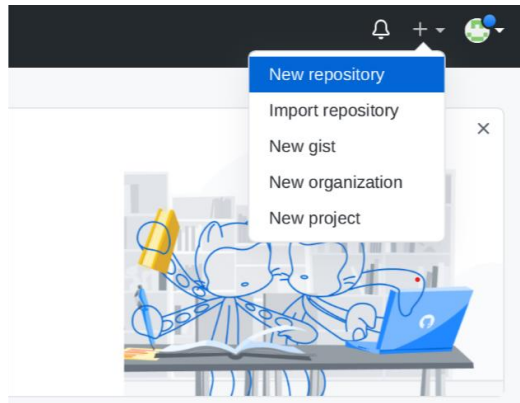 New repository
Import repository
New gist
New organization
New project